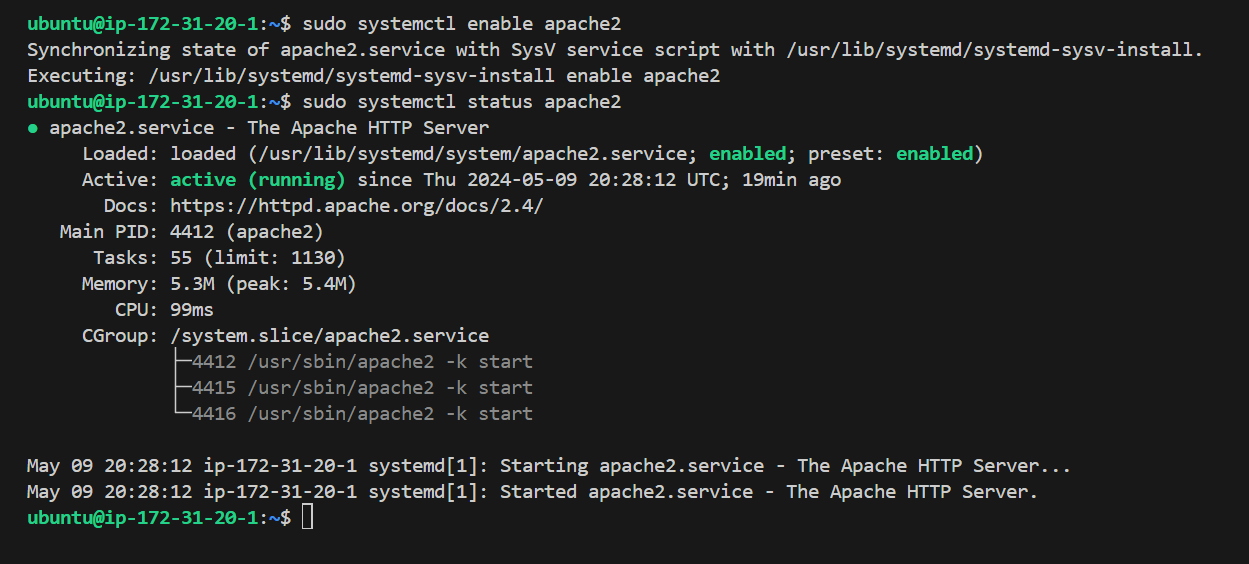 ubuntu@ip-172-31-20-1:~$ sudo systemctl enable apache2
Synchronizing state of apache2.service with SysV service script with /usr/lib/systemd/systemd-sysv-install.
Executing: /usr/lib/systemd/systemd-sysv-install enable apache2
ubuntu@ip-172-31-20-1:~$ sudo systemctl status apache2
● apache2.service - The Apache HTTP Server
     Loaded: loaded (/usr/lib/systemd/system/apache2.service; enabled; preset: enabled)
     Active: active (running) since Thu 2024-05-09 20:28:12 UTC; 19min ago
       Docs: https://httpd.apache.org/docs/2.4/
   Main PID: 4412 (apache2)
      Tasks: 55 (limit: 1130)
     Memory: 5.3M (peak: 5.4M)
        CPU: 99ms
     CGroup: /system.slice/apache2.service
             ├─4412 /usr/sbin/apache2 -k start
             ├─4415 /usr/sbin/apache2 -k start
             └─4416 /usr/sbin/apache2 -k start
May 09 20:28:12 ip-172-31-20-1 systemd[1]: Starting apache2.service - The Apache HTTP Server...
May 09 20:28:12 ip-172-31-20-1 systemd[1]: Started apache2.service - The Apache HTTP Server.
ubuntu@ip-172-31-20-1:~$